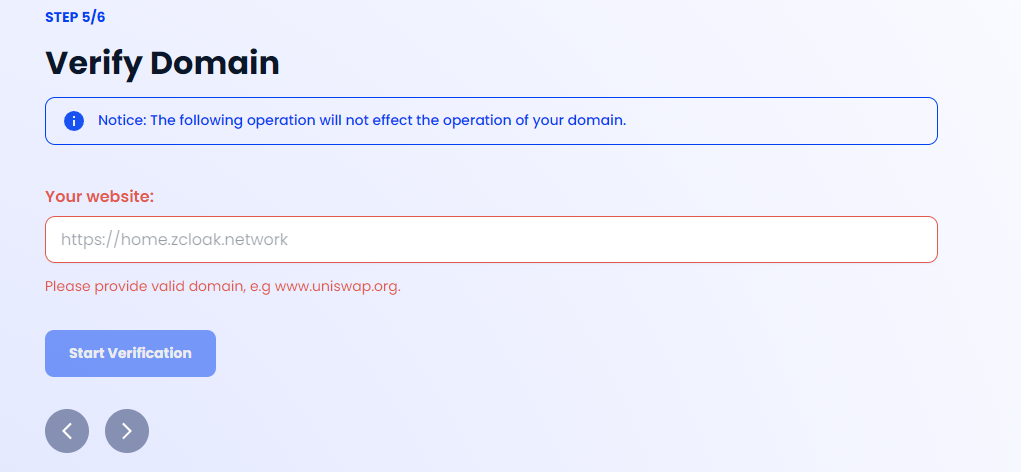 STEP 5/6
Verify Domain
Notice: The following operation will not effect the operation of your domain.
Your website:
https://home.zcloak.network
Please provide valid domain, e.g www.uniswap.org.
Start Verification